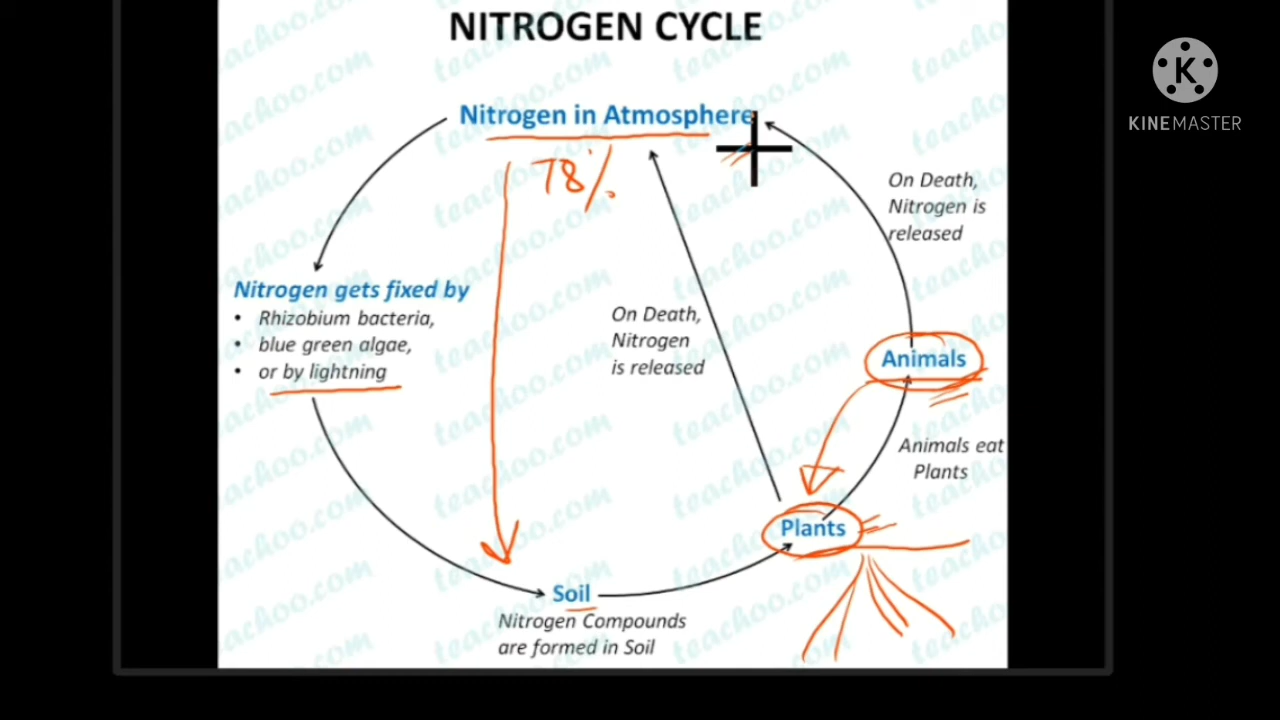 NITROGEN CYCLE
K
KINEMASTER
Nitrogen in Atmosphere
78%
On Death,
Nitrogen is
released
Nitrogen gets fixed by
• Rhizobium bacteria,
• blue green algae,
• or by lightning
On Death,
Nitrogen
is released
Animals
Animals eat
Plants
Plants
Soil
Nitrogen Compounds
are formed in Soil
teachoo.com